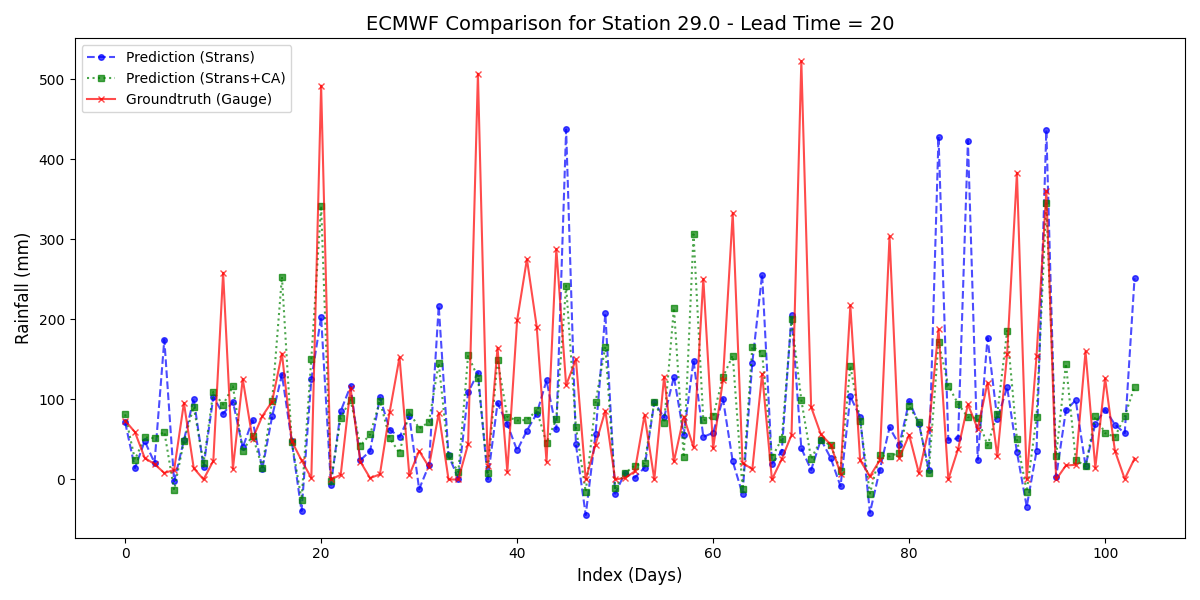 ECMWF Comparison for Station 29.0 - Lead Time = 20
Prediction (Strans)
Prediction (Strans+CA)
Groundtruth (Gauge)
Rainfall (mm)
500
400
300
200
100
0
0 20 40 60 80 100
Index (Days)